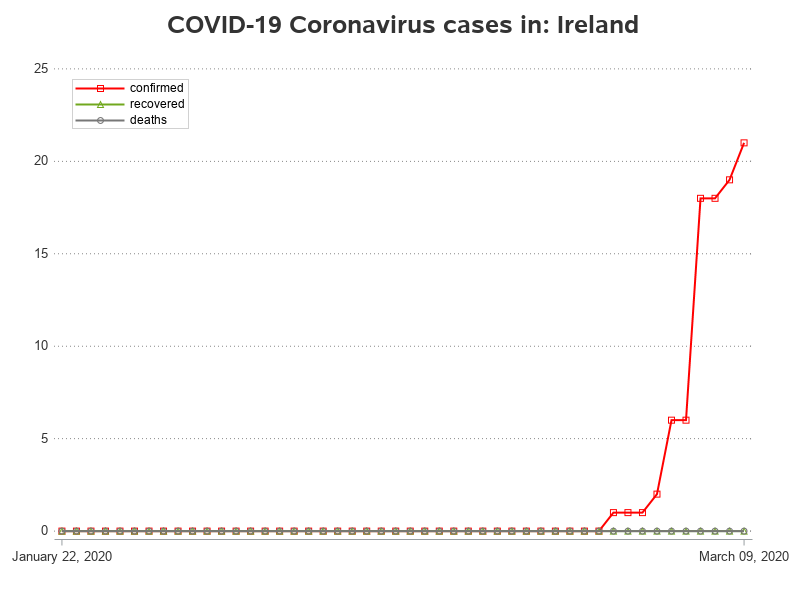 COVID-19 Coronavirus cases in: Ireland
25
confirmed
recovered
deaths
20
15
10
5
0
January 22, 2020 March 09, 2020